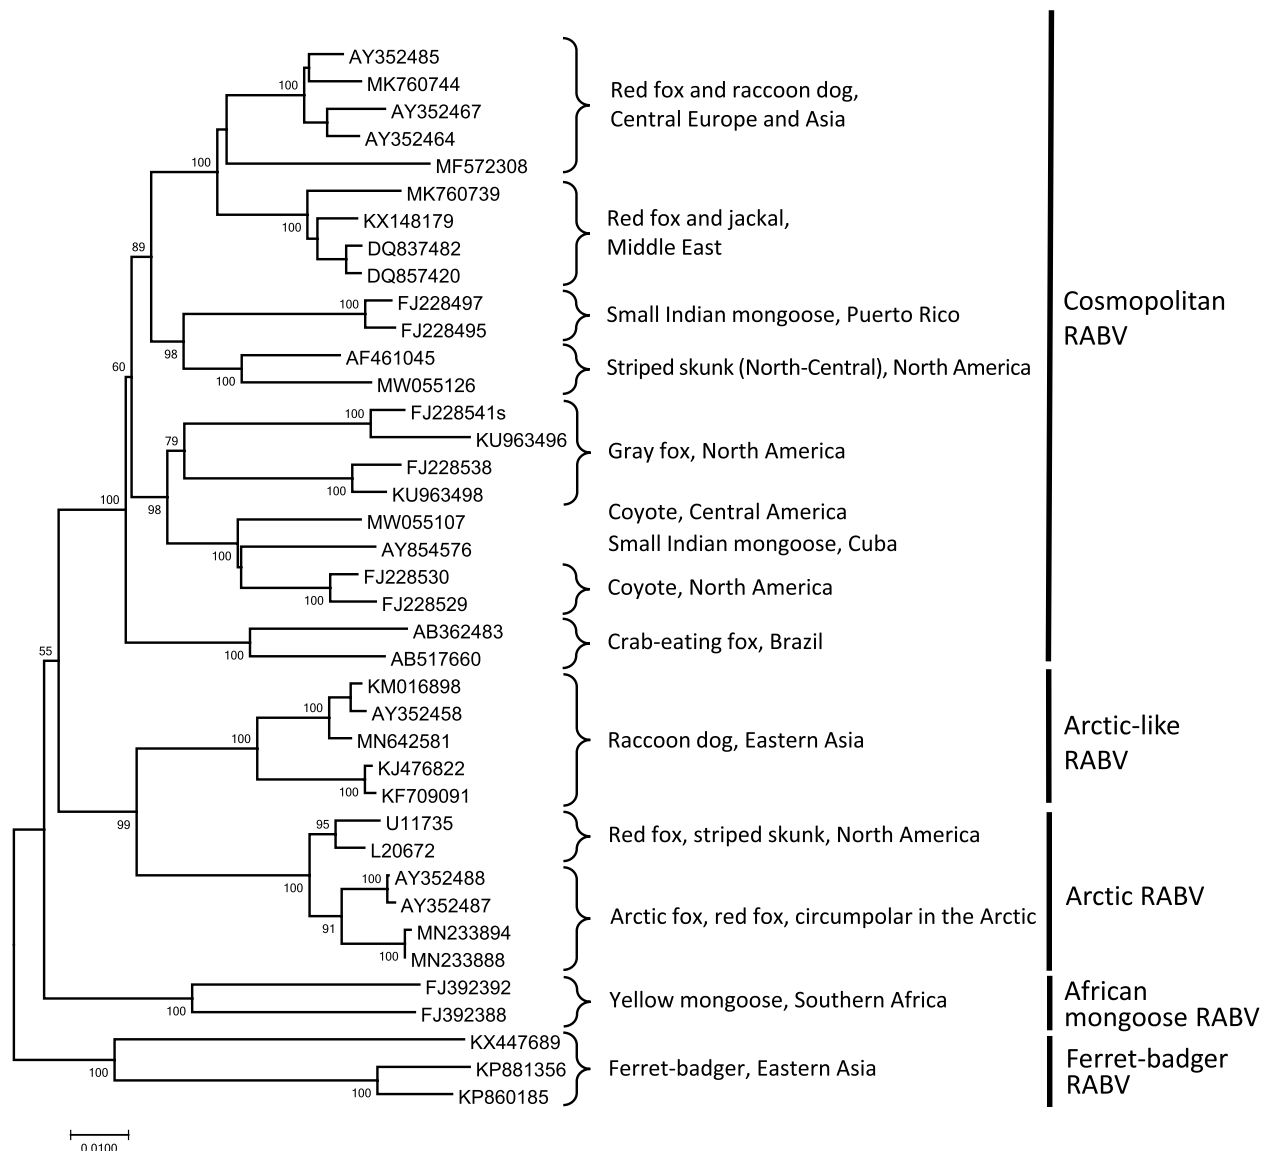 AY352485
100
MK760744
AY352467
AY352464
Red fox and raccoon dog,
Central Europe and Asia
100
MF572308
MK760739
100
KX148179
DQ837482
DQ857420
Red fox and jackal,
Middle East
89
100
FJ228497
FJ228495
Small Indian mongoose, Puerto Rico
Cosmopolitan
RABV
98
AF461045
100
MW055126
Striped skunk (North-Central), North America
60
100
FJ228541s
KU963496
79
FJ228538
100
KU963498
Gray fox, North America
98
100
MW055107
Coyote, Central America
100
AY854576
Small Indian mongoose, Cuba
FJ228530
100
FJ228529
Coyote, North America
AB362483
100
AB517660
Crab-eating fox, Brazil
55
KM016898
100
AY352458
MN642581
100
KJ476822
100
KF709091
Raccoon dog, Eastern Asia
Arctic-like
RABV
99
95
U11735
L20672
Red fox, striped skunk, North America
100
100
AY352488
AY352487
91
MN233894
100
MN233888
Arctic fox, red fox, circumpolar in the Arctic
Arctic RABV
FJ392392
100
FJ392388
Yellow mongoose, Southern Africa
African
mongoose RABV
KX447689
100
KP881356
100
KP860185
Ferret-badger, Eastern Asia
Ferret-badger
RABV
0.0100